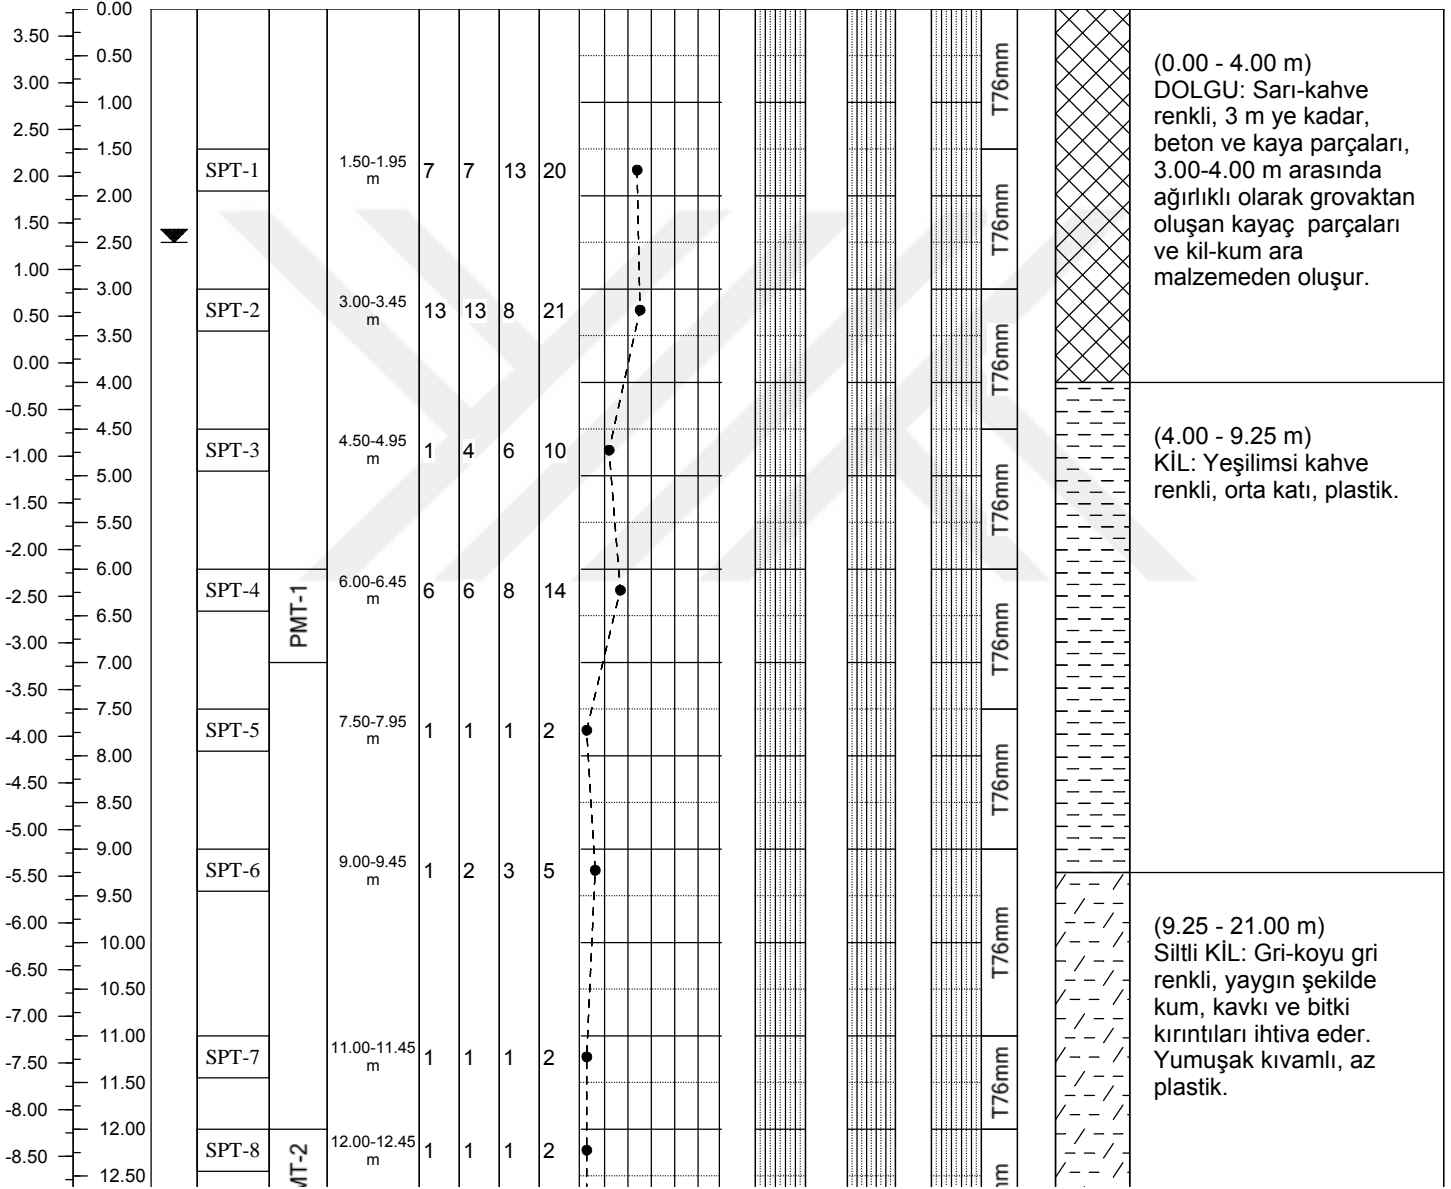 0.00
3.50
0.50
3.00
1.00
2.50
1.50
2.00
2.00
1.50
2.50
1.00
3.00
0.50
3.50
0.00
4.00
-0.50
4.50
-1.00
5.00
-1.50
5.50
-2.00
6.00
-2.50
6.50
-3.00
7.00
-3.50
7.50
-4.00
8.00
-4.50
8.50
-5.00
9.00
-5.50
9.50
-6.00
10.00
-6.50
10.50
-7.00
11.00
-7.50
11.50
-8.00
12.00
-8.50
12.50
SPT-1 1.50-1.95 m 7 7 13 20
SPT-2 3.00-3.45 m 13 13 8 21
SPT-3 4.50-4.95 m 1 4 6 10
SPT-4 PMT-1 6.00-6.45 m 6 6 8 14
SPT-5 7.50-7.95 m 1 1 1 2
SPT-6 9.00-9.45 m 1 2 3 5
SPT-7 11.00-11.45 m 1 1 1 2
SPT-8 12.00-12.45 m 1 1 1 2
T76mm
T76mm
T76mm
T76mm
T76mm
T76mm
T76mm
T76mm
(0.00 - 4.00 m)
DOLGU: Sarı-kahve
renkli, 3 m ye kadar,
beton ve kaya parçaları,
3.00-4.00 m arasında
ağırlıklı olarak grovaktan
oluşan kayaç parçaları
ve kil-kum ara
malzemeden oluşur.
(4.00 - 9.25 m)
KİL: Yeşilimsi kahve
renkli, orta katı, plastik.
(9.25 - 21.00 m)
Siltli KİL: Gri-koyu gri
renkli, yaygın şekilde
kum, kavkı ve bitki
kırıntıları ihtiva eder.
Yumuşak kıvamlı, az
plastik.